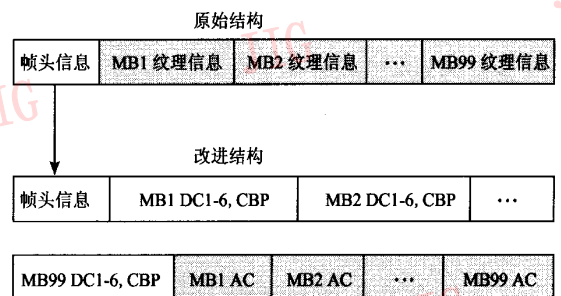 原始结构
帧头信息 MB1 纹理信息 MB2 纹理信息 ··· MB99 纹理信息
改进结构
帧头信息 MB1 DC1-6, CBP MB2 DC1-6, CBP ···
MB99 DC1-6, CBP MB1 AC MB2 AC ··· MB99 AC